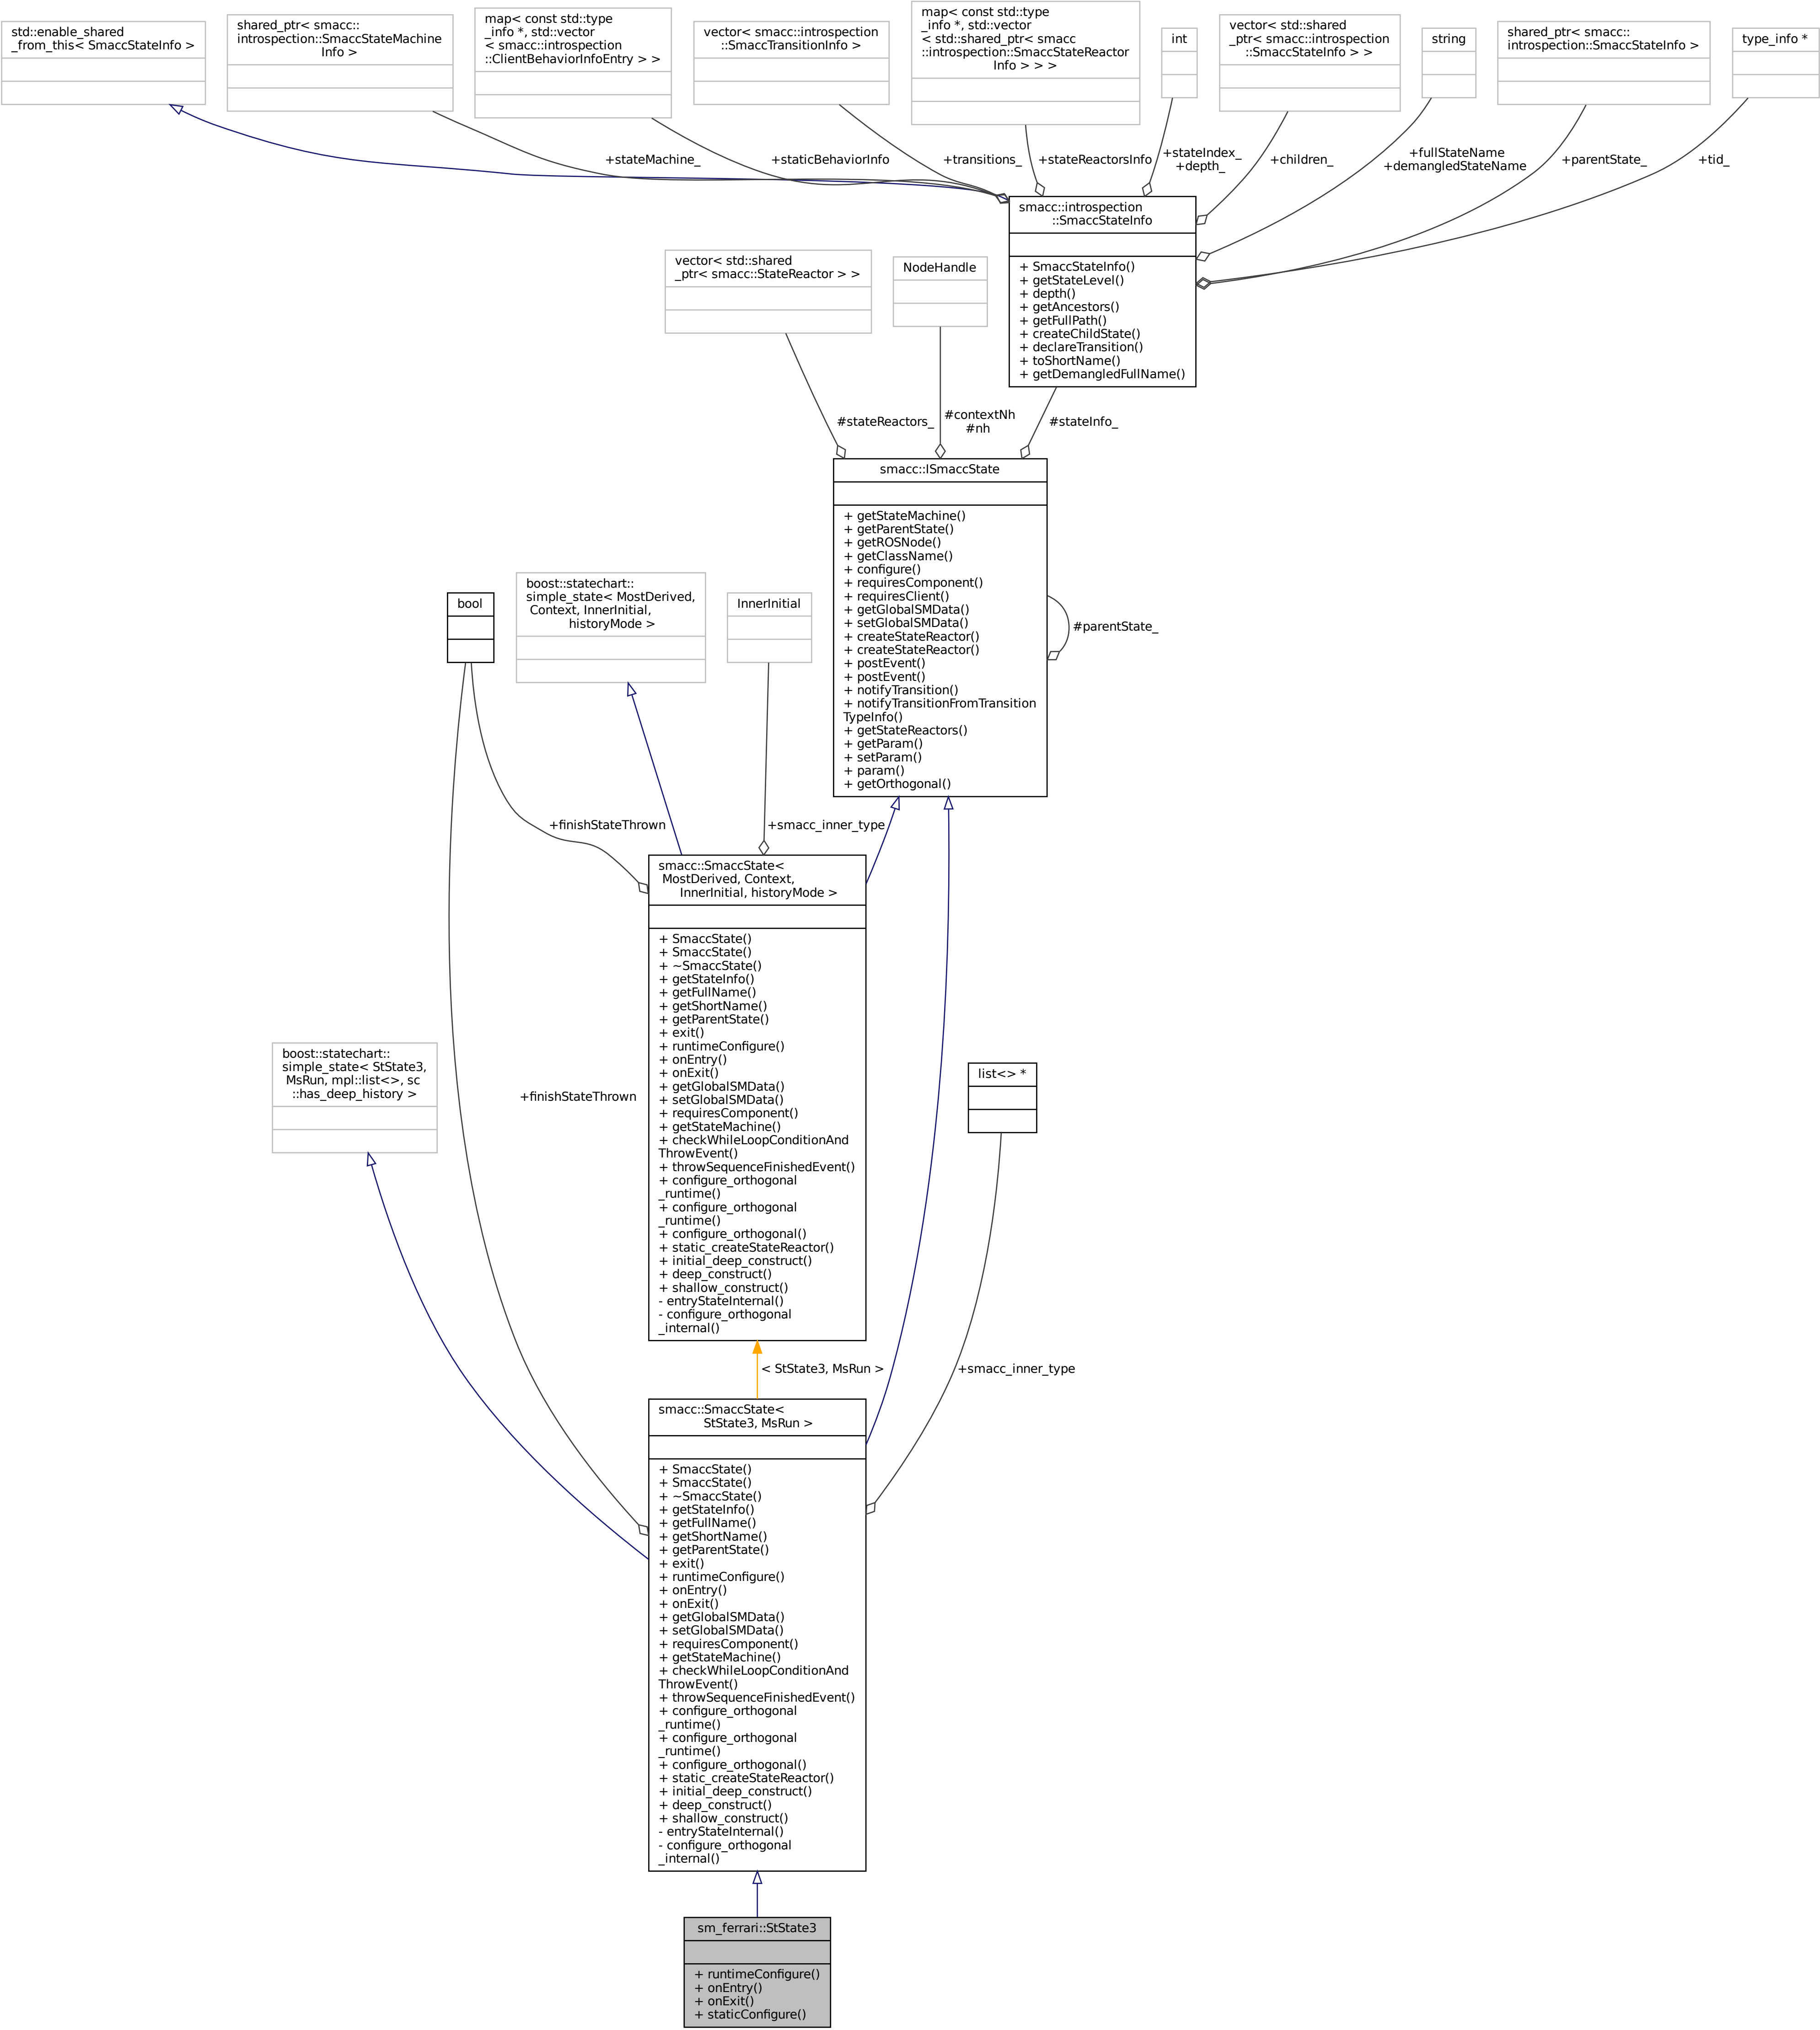 std::enable_shared
_from_this< SmaccStateInfo >
shared_ptr< smacc::
introspection::SmaccStateMachine
Info >
map< const std::type
_info *, std::vector
< smacc::introspection
::ClientBehaviorInfoEntry > >
vector< smacc::introspection
::SmaccTransitionInfo >
map< const std::type
_info *, std::vector
< std::shared_ptr< smacc
::introspection::SmaccStateReactor
Info > > >
int
vector< std::shared
_ptr< smacc::introspection
::SmaccStateInfo > >
string
shared_ptr< smacc::
introspection::SmaccStateInfo >
type_info *
+stateMachine_
+staticBehaviorInfo
+transitions_
+stateReactorsInfo
+stateIndex_
+depth_
+children_
+fullStateName
+demangledStateName
+parentState_
+tid_
smacc::introspection
::SmaccStateInfo
+ SmaccStateInfo()
+ getStateLevel()
+ depth()
+ getAncestors()
+ getFullPath()
+ createChildState()
+ declareTransition()
+ toShortName()
+ getDemangledFullName()
vector< std::shared
_ptr< smacc::StateReactor > >
NodeHandle
#stateReactors_
#contextNh
#nh
#stateInfo_
smacc::ISmaccState
+ getStateMachine()
+ getParentState()
+ getROSNode()
+ getClassName()
+ configure()
+ requiresComponent()
+ requiresClient()
+ getGlobalSMData()
+ setGlobalSMData()
+ createStateReactor()
+ createStateReactor()
+ postEvent()
+ postEvent()
+ notifyTransition()
+ notifyTransitionFromTransition
TypeInfo()
+ getStateReactors()
+ getParam()
+ setParam()
+ param()
+ getOrthogonal()
#parentState_
bool
boost::statechart::
simple_state< MostDerived,
Context, InnerInitial,
historyMode >
InnerInitial
+finishStateThrown
+smacc_inner_type
smacc::SmaccState<
MostDerived, Context,
InnerInitial, historyMode >
+ SmaccState()
+ SmaccState()
+ ~SmaccState()
+ getStateInfo()
+ getFullName()
+ getShortName()
+ getParentState()
+ exit()
+ runtimeConfigure()
+ onEntry()
+ onExit()
+ getGlobalSMData()
+ setGlobalSMData()
+ requiresComponent()
+ getStateMachine()
+ checkWhileLoopConditionAnd
ThrowEvent()
+ throwSequenceFinishedEvent()
+ configure_orthogonal
_runtime()
+ configure_orthogonal
_runtime()
+ configure_orthogonal()
+ static_createStateReactor()
+ initial_deep_construct()
+ deep_construct()
+ shallow_construct()
- entryStateInternal()
- configure_orthogonal
_internal()
boost::statechart::
simple_state< StState3,
MsRun, mpl::list<>, sc
::has_deep_history >
+finishStateThrown
list<> *
< StState3, MsRun >
+smacc_inner_type
smacc::SmaccState<
StState3, MsRun >
+ SmaccState()
+ SmaccState()
+ ~SmaccState()
+ getStateInfo()
+ getFullName()
+ getShortName()
+ getParentState()
+ exit()
+ runtimeConfigure()
+ onEntry()
+ onExit()
+ getGlobalSMData()
+ setGlobalSMData()
+ requiresComponent()
+ getStateMachine()
+ checkWhileLoopConditionAnd
ThrowEvent()
+ throwSequenceFinishedEvent()
+ configure_orthogonal
_runtime()
+ configure_orthogonal
_runtime()
+ configure_orthogonal()
+ static_createStateReactor()
+ initial_deep_construct()
+ deep_construct()
+ shallow_construct()
- entryStateInternal()
- configure_orthogonal
_internal()
sm_ferrari::StState3
+ runtimeConfigure()
+ onEntry()
+ onExit()
+ staticConfigure()